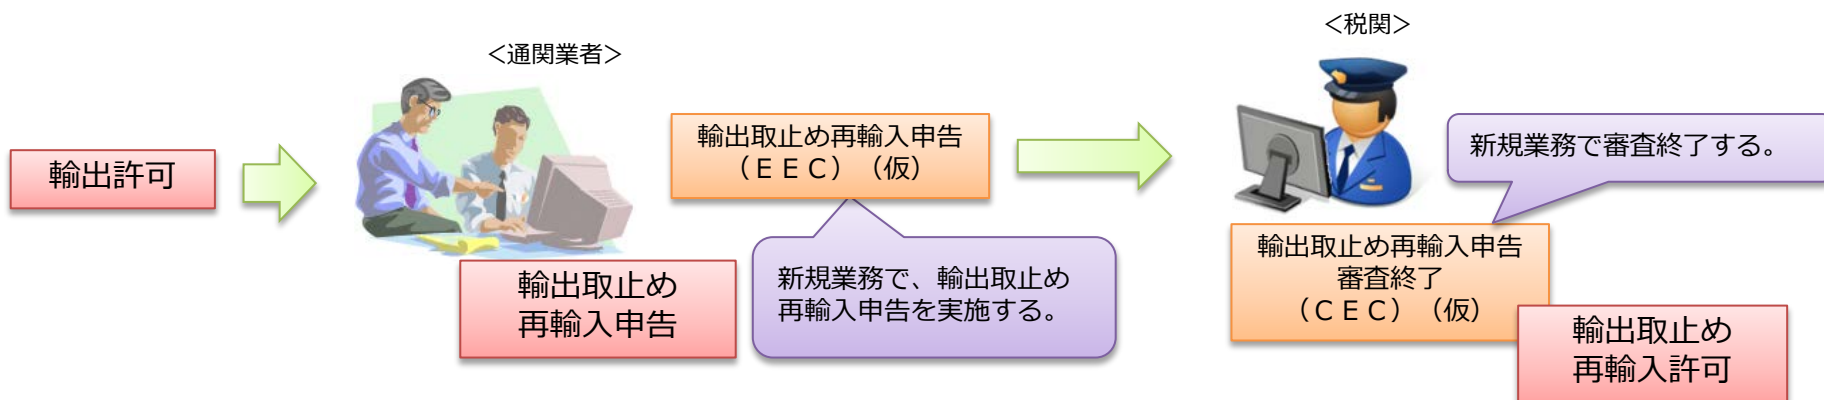 輸出許可
＜通関業者＞
輸出取止め
再輸入申告
輸出取止め再輸入申告
（ＥＥＣ）（仮）
新規業務で、輸出取止め
再輸入申告を実施する。
＜税関＞
新規業務で審査終了する。
輸出取止め再輸入申告
審査終了
（ＣＥＣ）（仮）
輸出取止め
再輸入許可